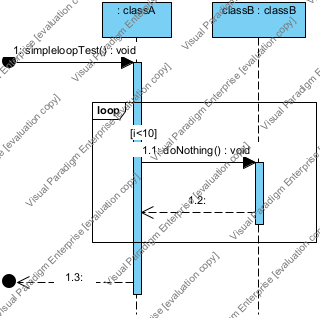 : classA
classB : classB
1: simpleloopTest() : void
loop
[i<10]
1.1: doNothing() : void
1.2:
1.3:
Visual Paradigm Enterprise [evaluation copy]